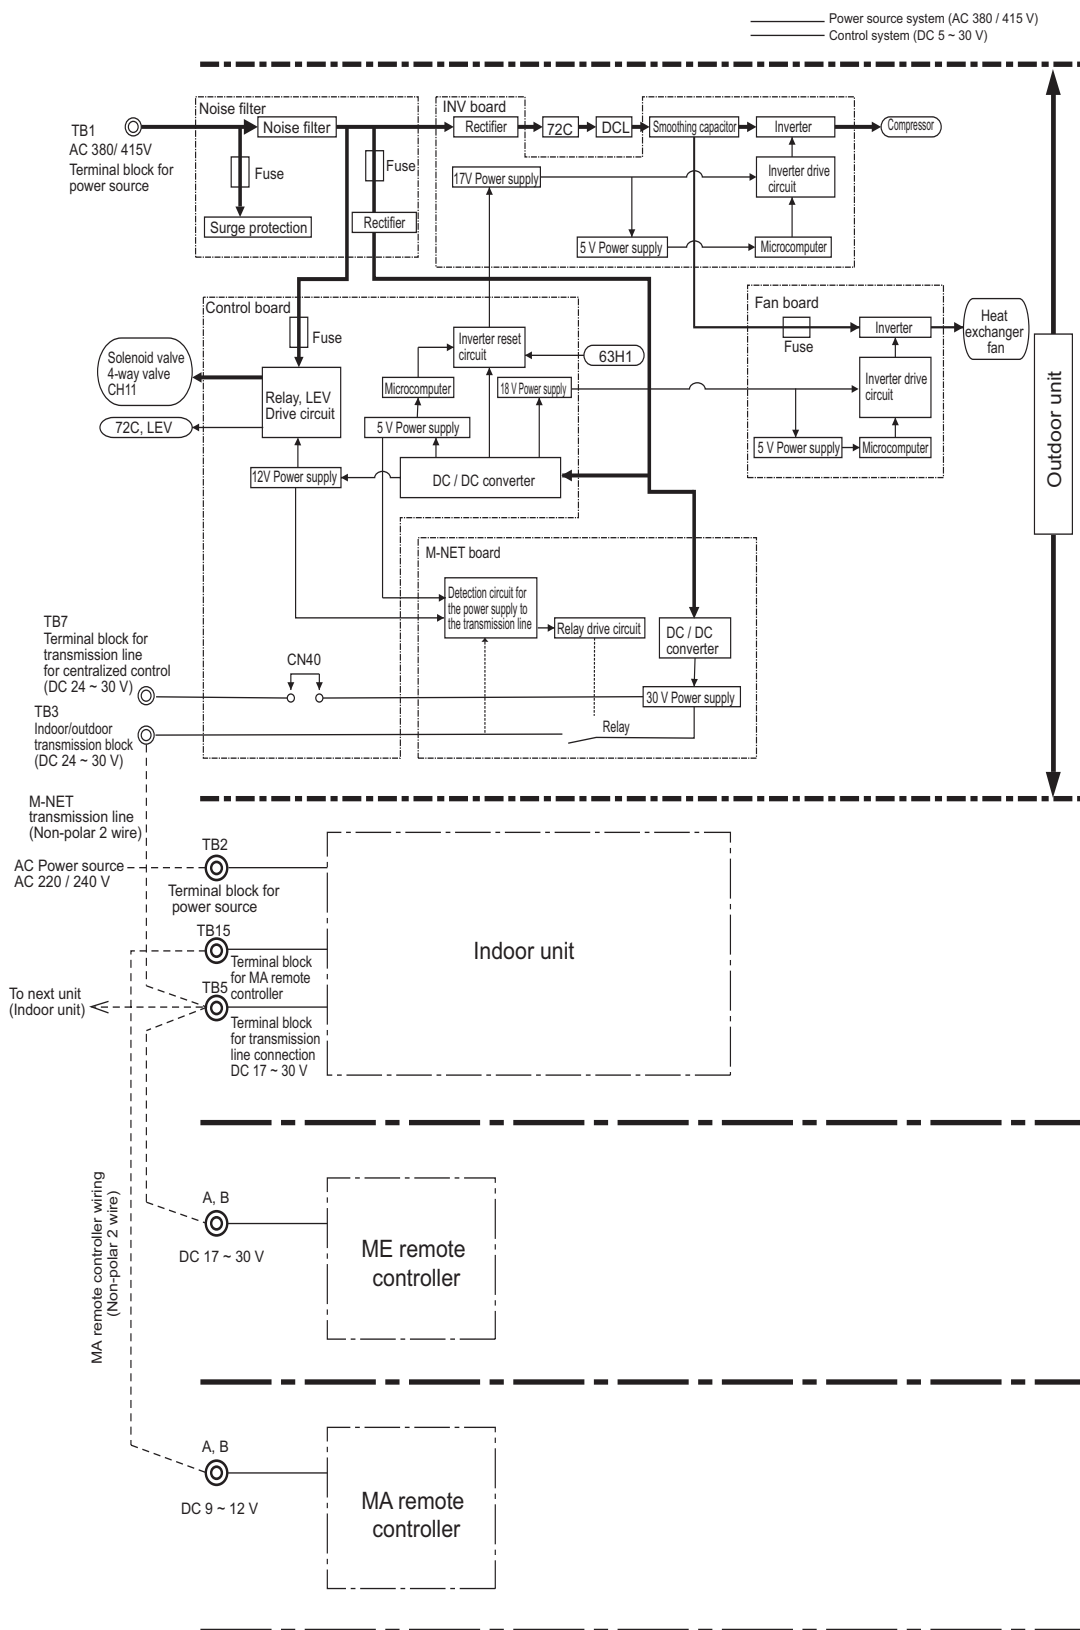 Power source system (AC 380 / 415 V)
Control system (DC 5 ~ 30 V)
Noise filter
INV board
TB1
AC 380/ 415V
Terminal block for
power source
Noise filter
Rectifier
72C
DCL
Smoothing capacitor
Inverter
Compressor
Fuse
Fuse
17V Power supply
Inverter drive
circuit
Surge protection
Rectifier
5 V Power supply
Microcomputer
Control board
Fuse
Solenoid valve
4-way valve
CH11
72C, LEV
Relay, LEV
Drive circuit
Inverter reset
circuit
63H1
Microcomputer
18 V Power supply
5 V Power supply
12V Power supply
DC / DC converter
Fan board
Fuse
Inverter
Heat
exchanger
fan
Inverter drive
circuit
5 V Power supply
Microcomputer
Outdoor unit
M-NET board
Detection circuit for
the power supply to
the transmission line
Relay drive circuit
DC / DC
converter
30 V Power supply
Relay
TB7
Terminal block for
transmission line
for centralized control
(DC 24 ~ 30 V)
CN40
TB3
Indoor/outdoor
transmission block
(DC 24 ~ 30 V)
M-NET
transmission line
(Non-polar 2 wire)
AC Power source
AC 220 / 240 V
TB2
Terminal block for
power source
TB15
Terminal block
for MA remote
controller
TB5
Terminal block
for transmission
line connection
DC 17 ~ 30 V
To next unit
(Indoor unit)
Indoor unit
MA remote controller wiring
(Non-polar 2 wire)
A, B
DC 17 ~ 30 V
ME remote
controller
A, B
DC 9 ~ 12 V
MA remote
controller